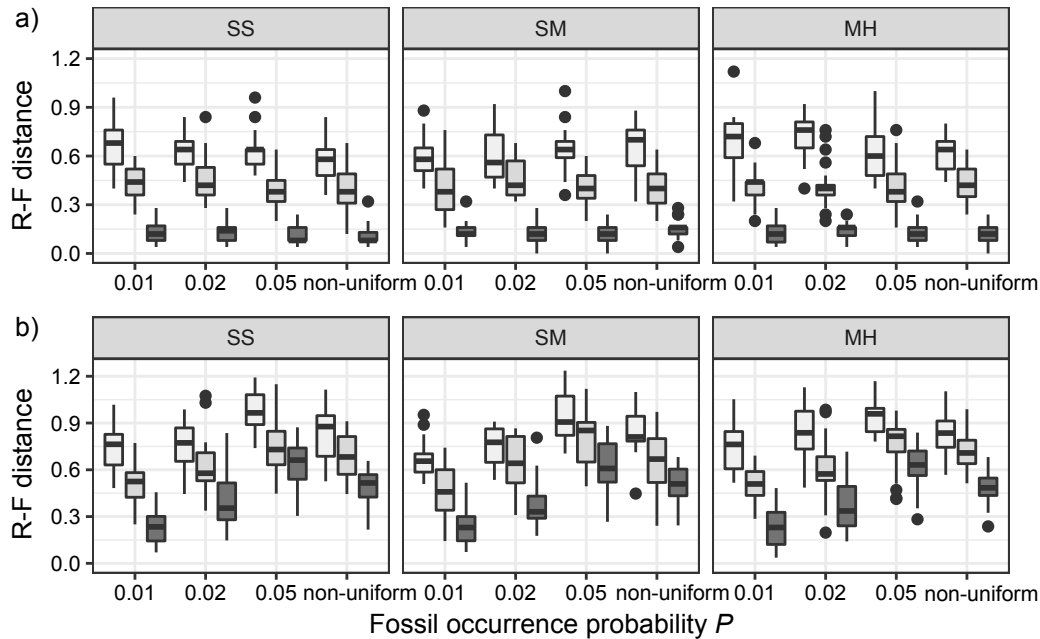 a)
SS SM MH
R-F distance
1.2
0.9
0.6
0.3
0.0
0.01 0.02 0.05 non-uniform 0.01 0.02 0.05 non-uniform 0.01 0.02 0.05 non-uniform
b)
SS SM MH
R-F distance
1.2
0.9
0.6
0.3
0.0
0.01 0.02 0.05 non-uniform 0.01 0.02 0.05 non-uniform 0.01 0.02 0.05 non-uniform
Fossil occurrence probability P